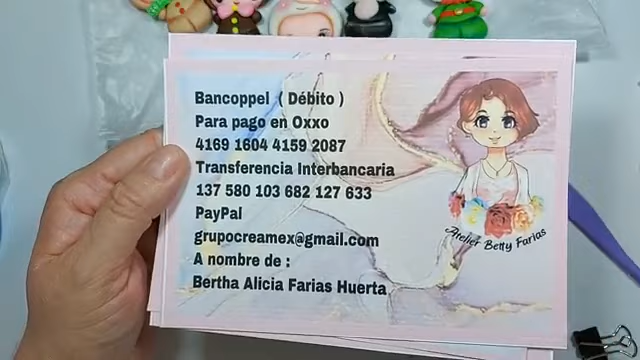 Bancoppel ( Débito )
Para pago en Oxxo
4169 1604 4159 2087
Transferencia Interbancaria
137 580 103 682 127 633
PayPal
grupocreamex@gmail.com
A nombre de :
Bertha Alicia Farias Huerta
Atelier Betty Farias